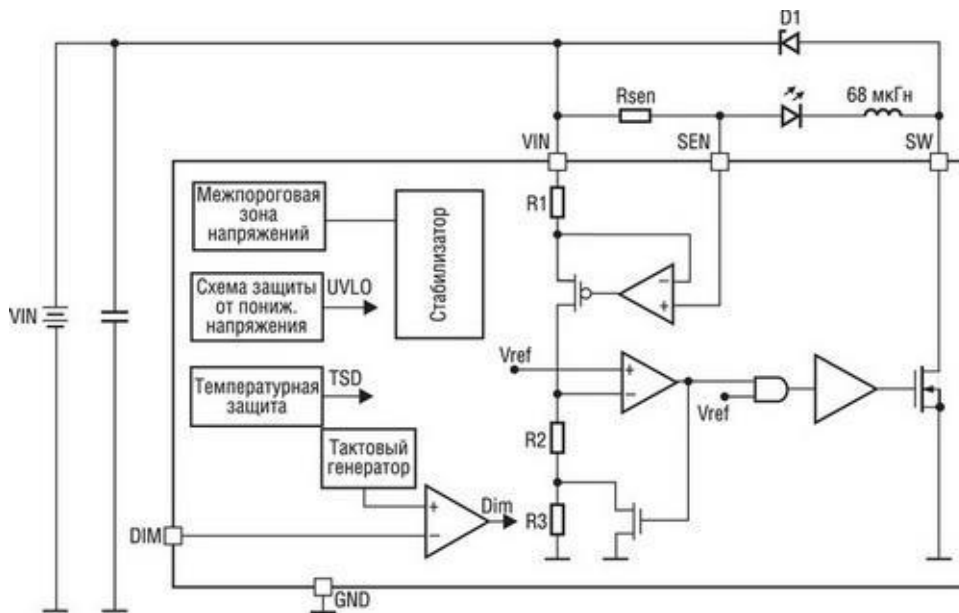 D1
Rsen
68 мкГн
VIN
SEN
SW
Межпороговая
зона
напряжений
Стабилизатор
R1
−
+
Схема защиты
от пониж.
напряжения
UVLO
VIN
Vref
+
−
Vref
Температурная
защита
TSD
Тактовый
генератор
R2
+
−
Dim
R3
DIM
GND